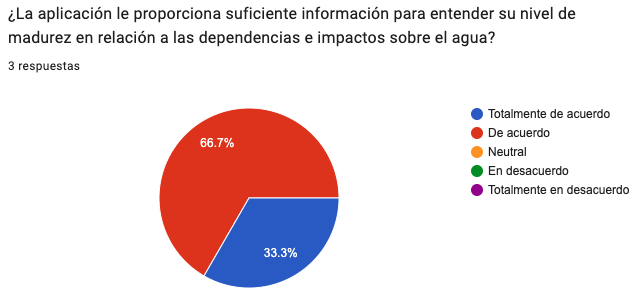 ¿La aplicación le proporciona suficiente información para entender su nivel de
madurez en relación a las dependencias e impactos sobre el agua?
3 respuestas
66.7%
33.3%
Totalmente de acuerdo
De acuerdo
Neutral
En desacuerdo
Totalmente en desacuerdo